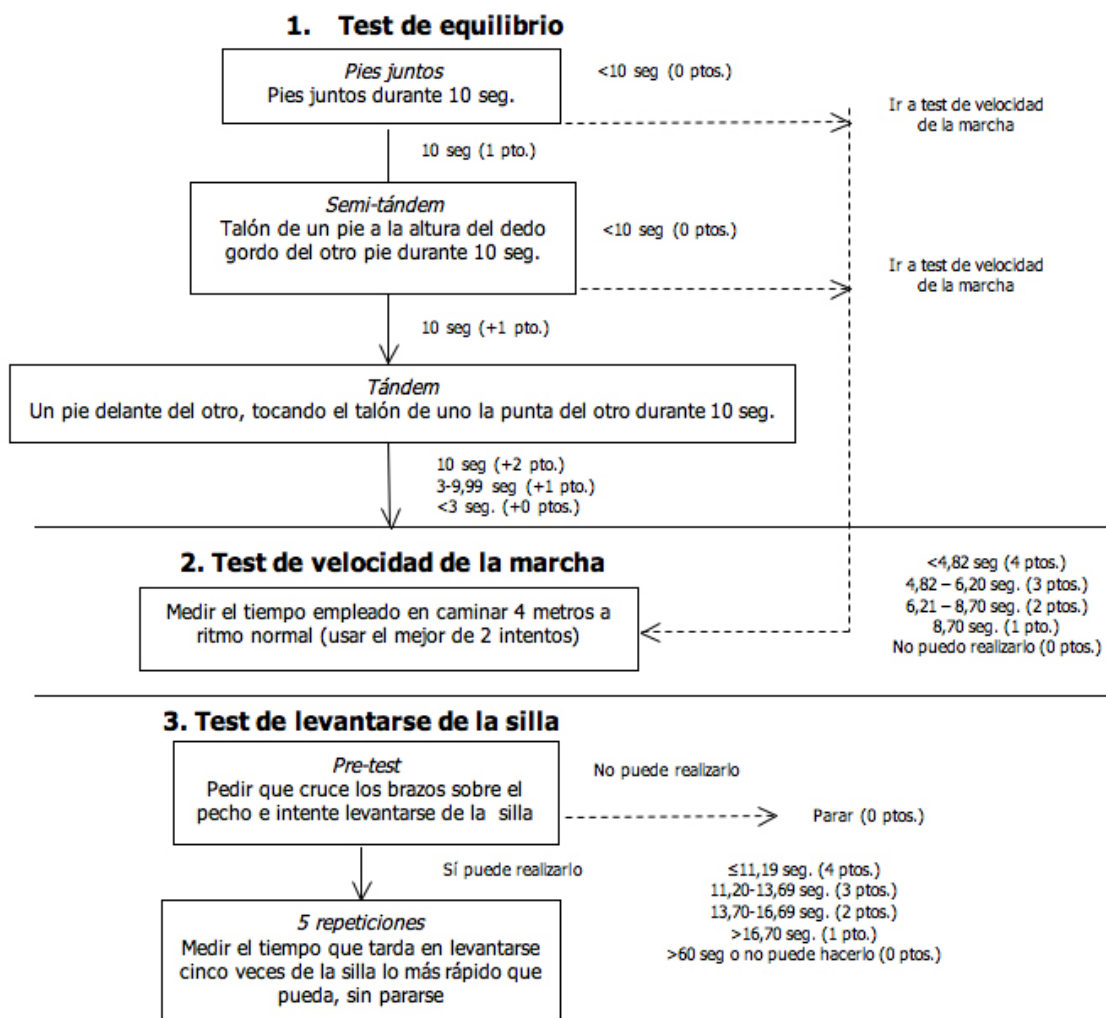 1. Test de equilibrio
Pies juntos
Pies juntos durante 10 seg.
<10 seg (0 ptos.)
Ir a test de velocidad
de la marcha
10 seg (1 pto.)
Semi-tándem
Talón de un pie a la altura del dedo
gordo del otro pie durante 10 seg.
<10 seg (0 ptos.)
Ir a test de velocidad
de la marcha
10 seg (+1 pto.)
Tándem
Un pie delante del otro, tocando el talón de uno la punta del otro durante 10 seg.
10 seg (+2 pto.)
3-9,99 seg (+1 pto.)
<3 seg. (+0 ptos.)
2. Test de velocidad de la marcha
Medir el tiempo empleado en caminar 4 metros a
ritmo normal (usar el mejor de 2 intentos)
<4,82 seg (4 ptos.)
4,82 – 6,20 seg. (3 ptos.)
6,21 – 8,70 seg. (2 ptos.)
8,70 seg. (1 pto.)
No puedo realizarlo (0 ptos.)
3. Test de levantarse de la silla
Pre-test
Pedir que cruce los brazos sobre el
pecho e intente levantarse de la silla
No puede realizarlo
Parar (0 ptos.)
Sí puede realizarlo
5 repeticiones
Medir el tiempo que tarda en levantarse
cinco veces de la silla lo más rápido que
pueda, sin pararse
≤11,19 seg. (4 ptos.)
11,20-13,69 seg. (3 ptos.)
13,70-16,69 seg. (2 ptos.)
>16,70 seg. (1 pto.)
>60 seg o no puede hacerlo (0 ptos.)